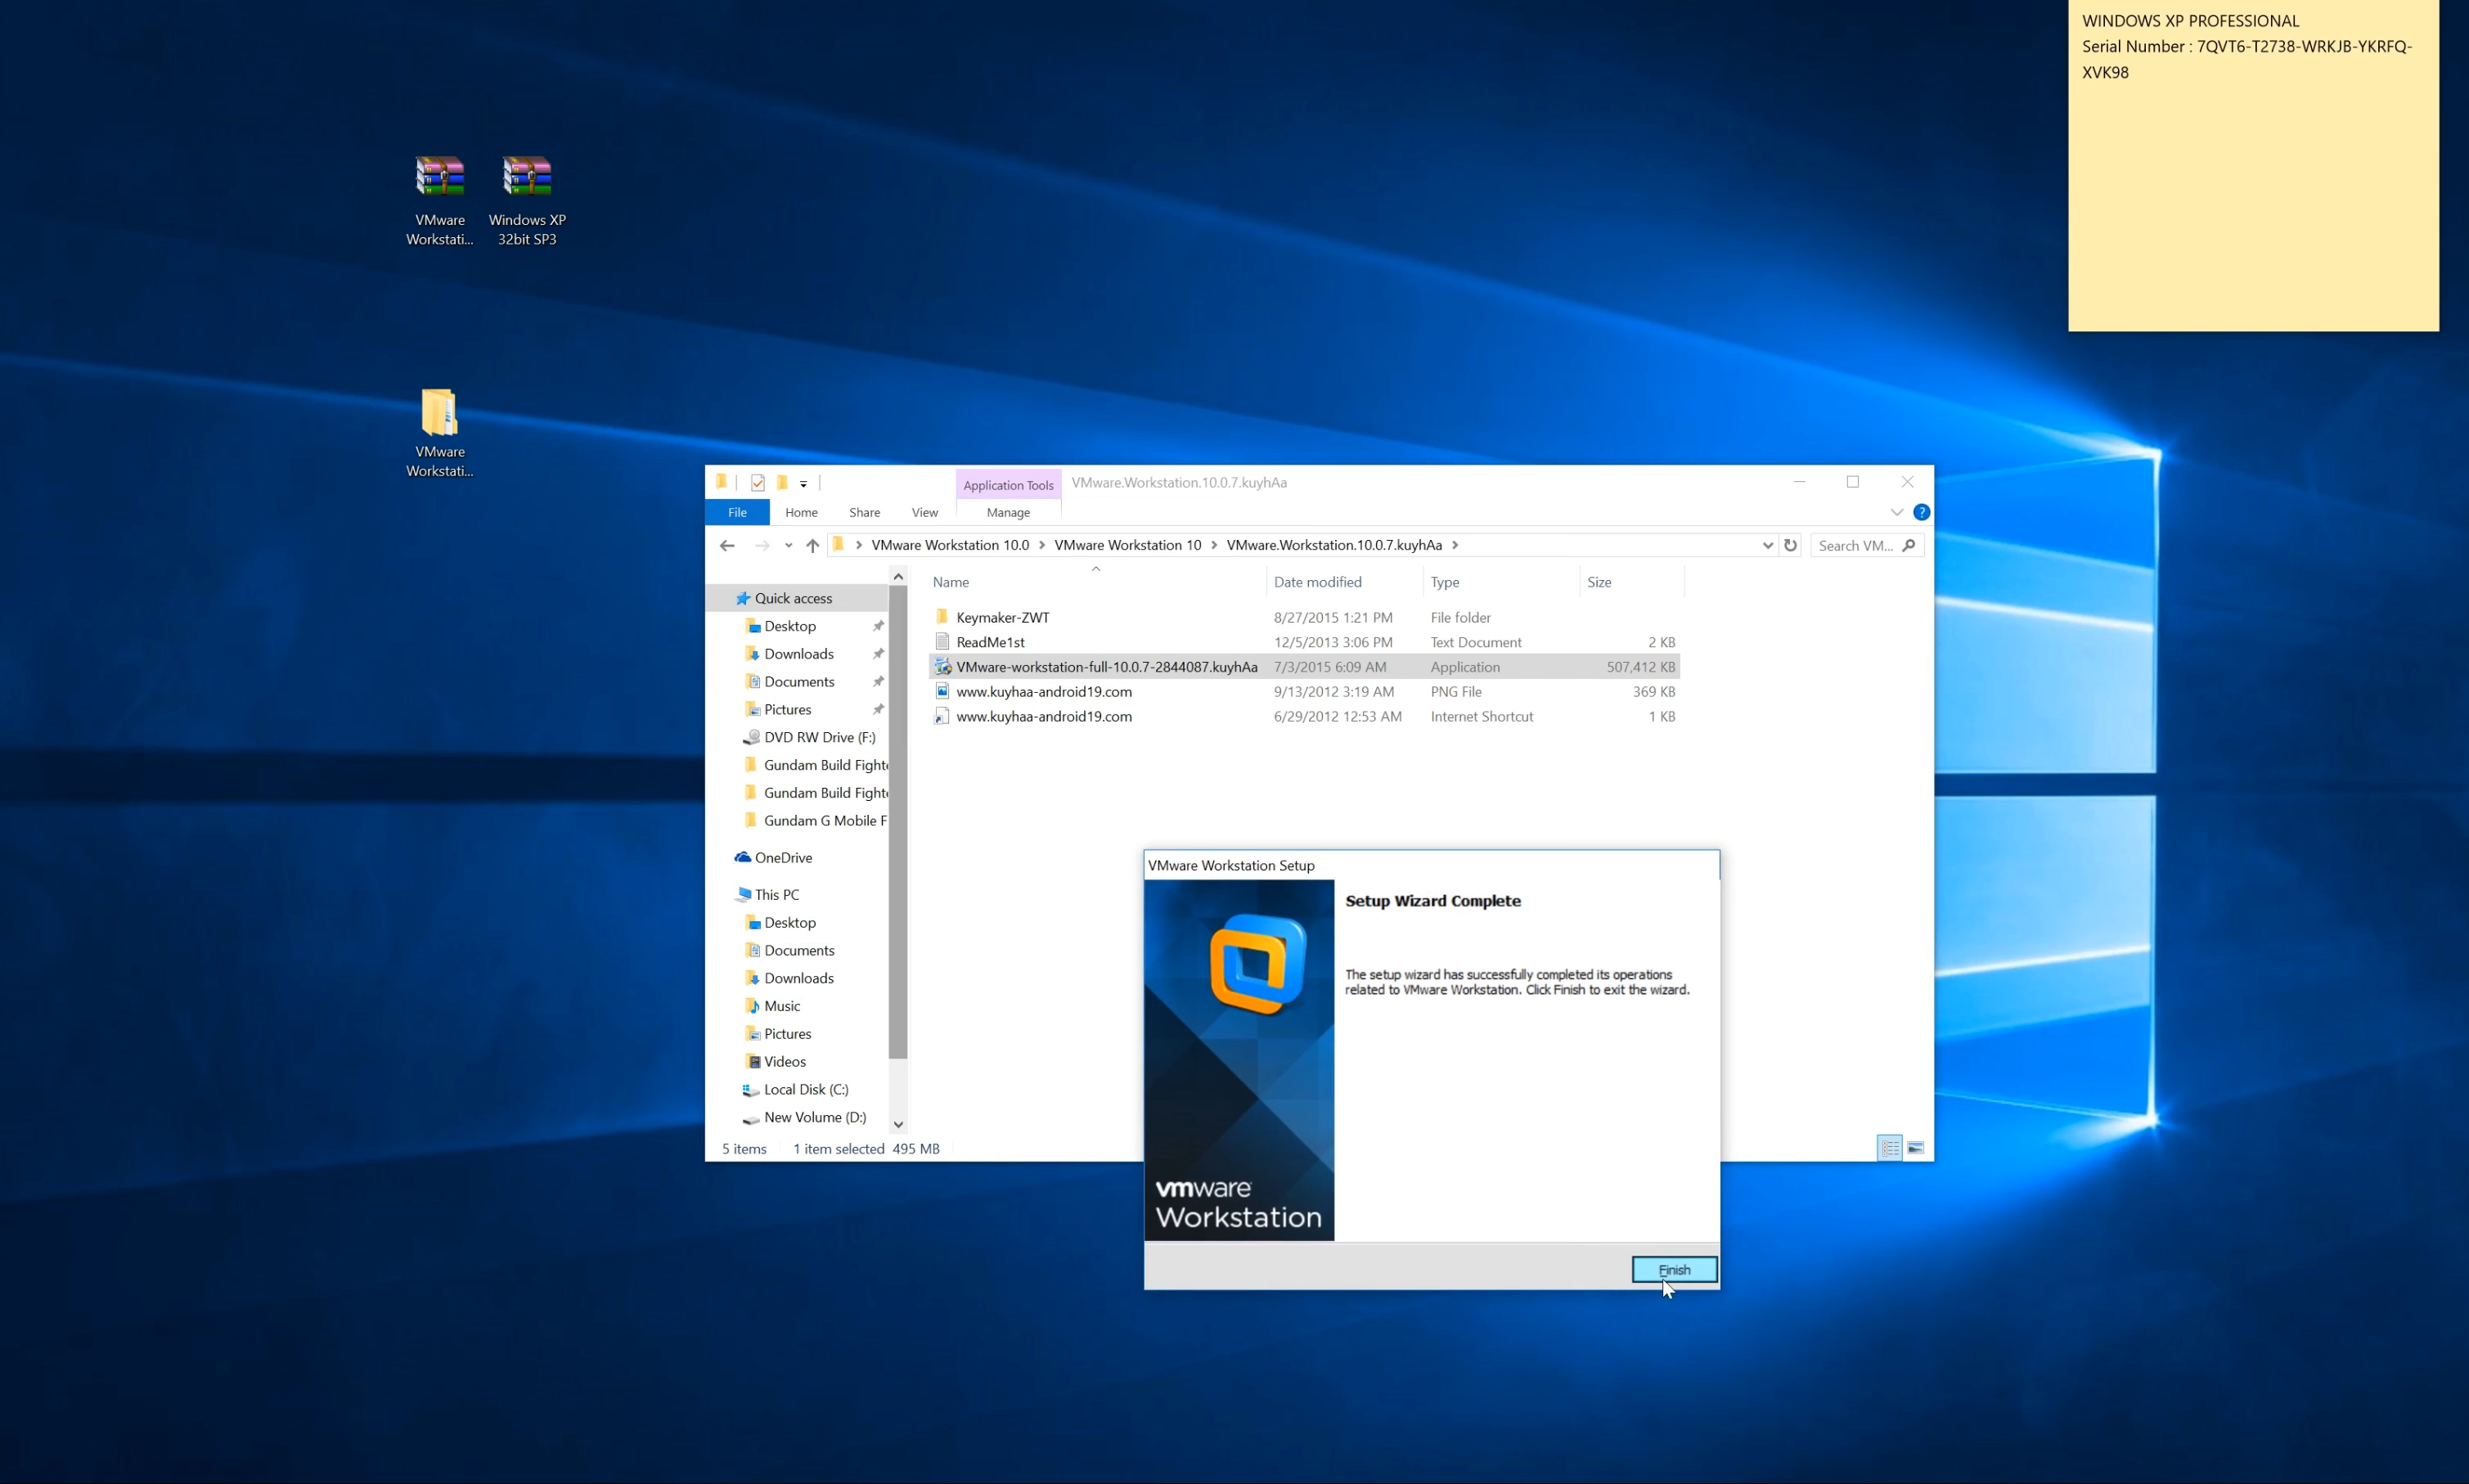 WINDOWS XP PROFESSIONAL
Serial Number : 7QVT6-T2738-WRKJB-YKRFQ-
XVK98
VMware
Workstati...
Windows XP
32bit SP3
VMware
Workstati...
Application Tools
VMware.Workstation.10.0.7.kuyhAa
File
Home
Share
View
Manage
VMware Workstation 10.0
VMware Workstation 10
VMware.Workstation.10.0.7.kuyhAa
Search VM...
Name
Date modified
Type
Size
Keymaker-ZWT 8/27/2015 1:21 PM File folder
ReadMe1st 12/5/2013 3:06 PM Text Document 2 KB
VMware-workstation-full-10.0.7-2844087.kuyhAa 7/3/2015 6:09 AM Application 507,412 KB
www.kuyhaa-android19.com 9/13/2012 3:19 AM PNG File 369 KB
www.kuyhaa-android19.com 6/29/2012 12:53 AM Internet Shortcut 1 KB
Quick access
Desktop
Downloads
Documents
Pictures
DVD RW Drive (F:)
Gundam Build Fighte
Gundam Build Fighte
Gundam G Mobile F
OneDrive
This PC
Desktop
Documents
Downloads
Music
Pictures
Videos
Local Disk (C:)
New Volume (D:)
5 items
1 item selected 495 MB
VMware Workstation Setup
Setup Wizard Complete
The setup wizard has successfully completed its operations
related to VMware Workstation. Click Finish to exit the wizard.
vmware
Workstation
Finish